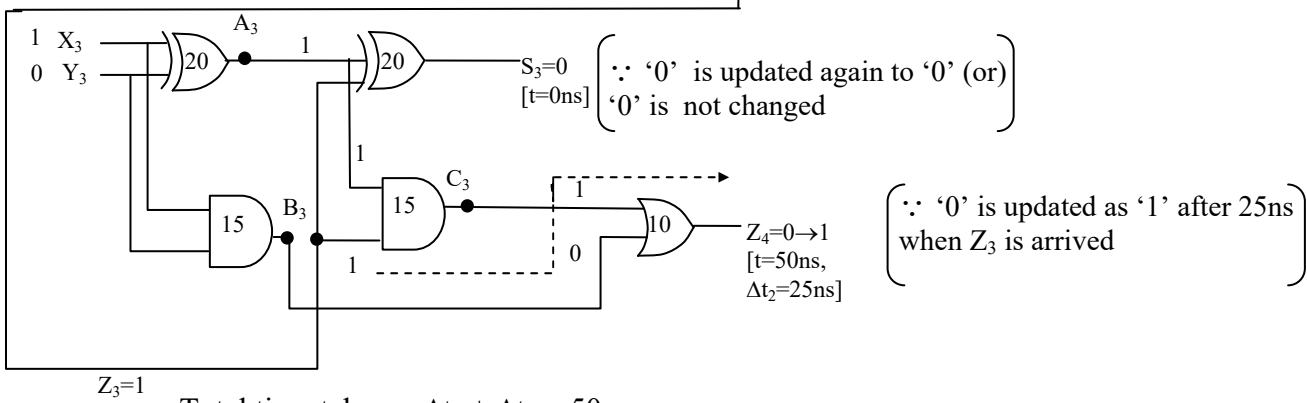 A₃
1 X₃
20
1
20
0 Y₃
S₃=0
[t=0ns]
∵ ‘0’ is updated again to ‘0’ (or)
‘0’ is not changed
1
15
B₃
15
C₃
1
10
0
1
Z₄=0→1
[t=50ns,
Δt₂=25ns]
∵ ‘0’ is updated as ‘1’ after 25ns
when Z₃ is arrived
Z₃=1